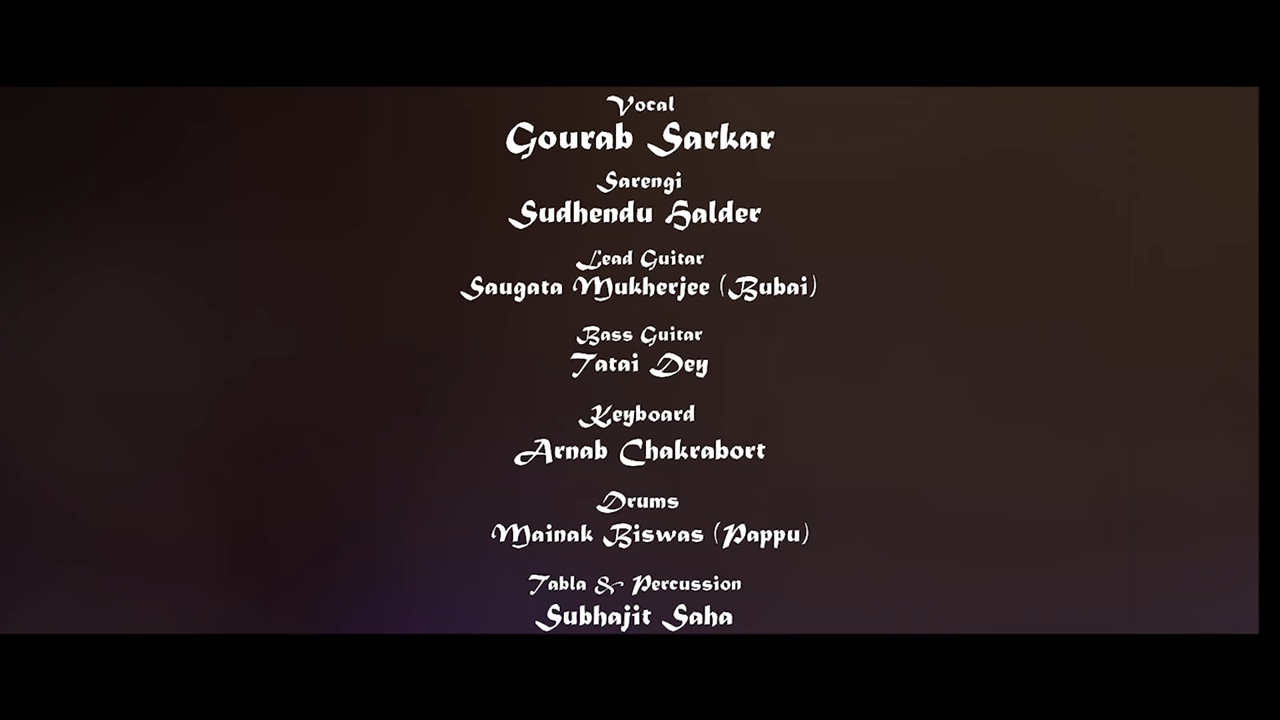 Vocal
Gourab Sarkar
Sarengi
Sudhendu Halder
Lead Guitar
Saugata Mukherjee (Bubai)
Bass Guitar
Tatai Dey
Keyboard
Arnab Chakrabort
Drums
Mainak Biswas (Pappu)
Tabla & Percussion
Subhajit Saha